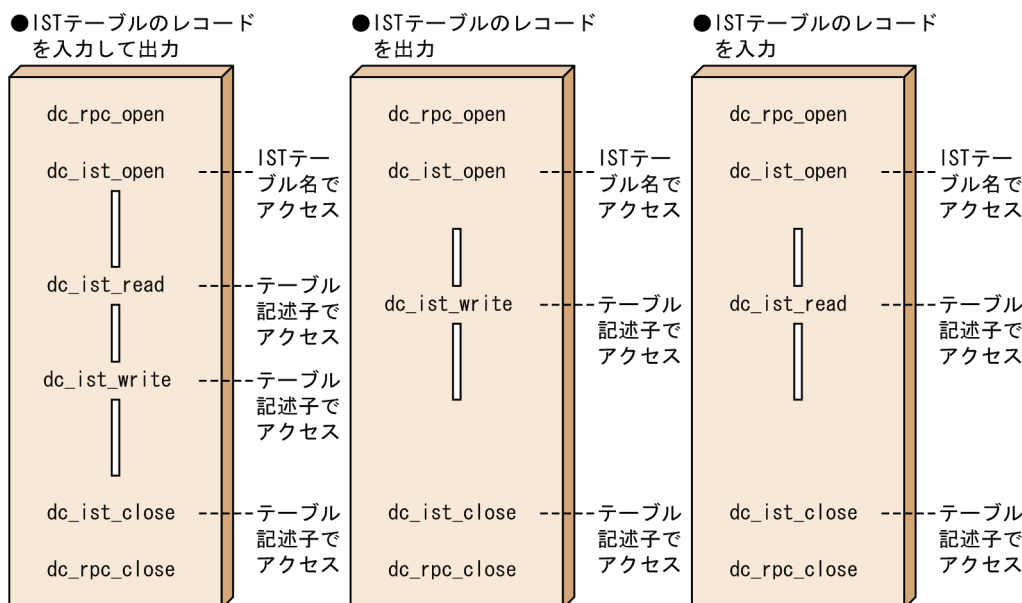 ●ISTテーブルのレコード
を入力して出力
dc_rpc_open
dc_ist_open
ISTテー
ブル名で
アクセス
dc_ist_read
テーブル
記述子で
アクセス
dc_ist_write
テーブル
記述子で
アクセス
dc_ist_close
テーブル
記述子で
アクセス
dc_rpc_close
●ISTテーブルのレコード
を出力
dc_rpc_open
dc_ist_open
ISTテー
ブル名で
アクセス
dc_ist_write
テーブル
記述子で
アクセス
dc_ist_close
テーブル
記述子で
アクセス
dc_rpc_close
●ISTテーブルのレコード
を入力
dc_rpc_open
dc_ist_open
ISTテー
ブル名で
アクセス
dc_ist_read
テーブル
記述子で
アクセス
dc_ist_close
テーブル
記述子で
アクセス
dc_rpc_close